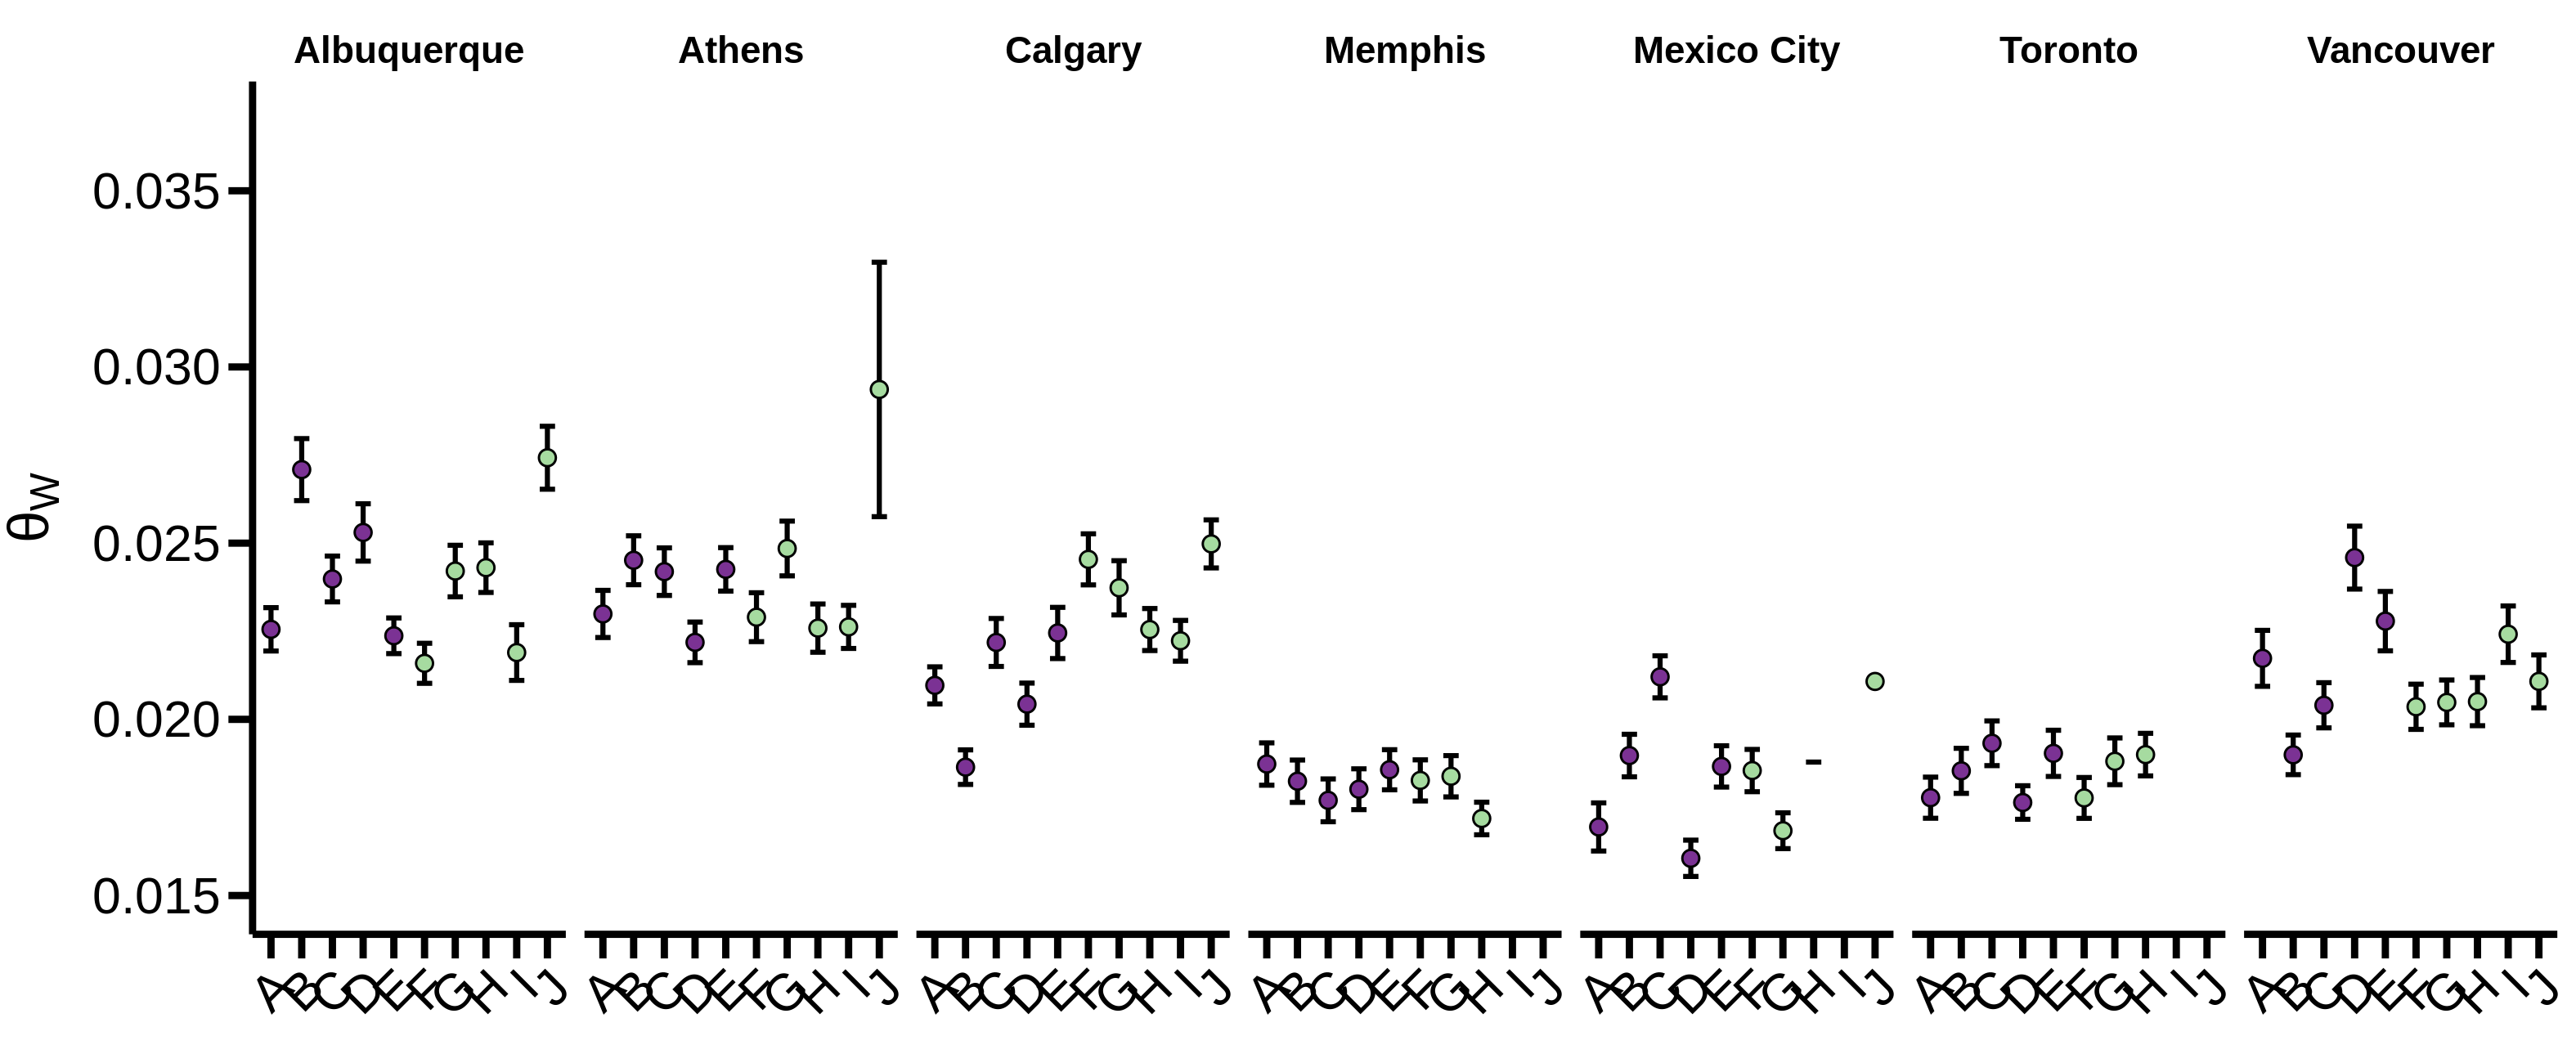 Albuquerque Athens Calgary Memphis Mexico City Toronto Vancouver
0.035
0.030
0.025
0.020
0.015
θW
A B C D E F G H I J A B C D E F G H I J A B C D E F G H I J A B C D E F G H I J A B C D E F G H I J A B C D E F G H I J A B C D E F G H I J